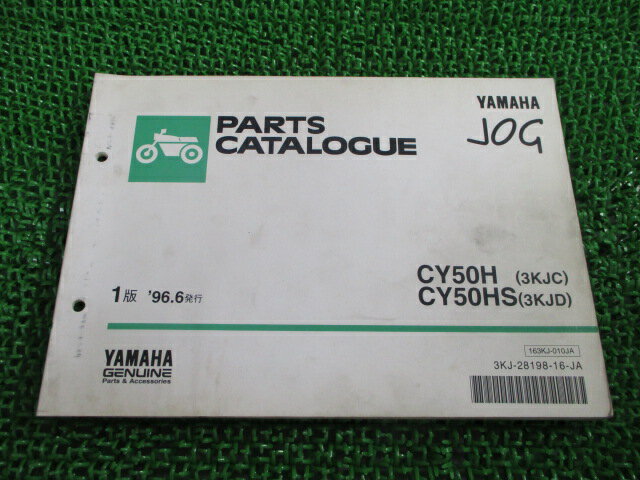 PARTS
CATALOGUE
YAMAHA
JOG
CY50H (3KJC)
CY50HS(3KJD)
1版 '96.6発行
163KJ-010JA
3KJ-28198-16-JA
YAMAHA
GENUINE
Parts & Accessories